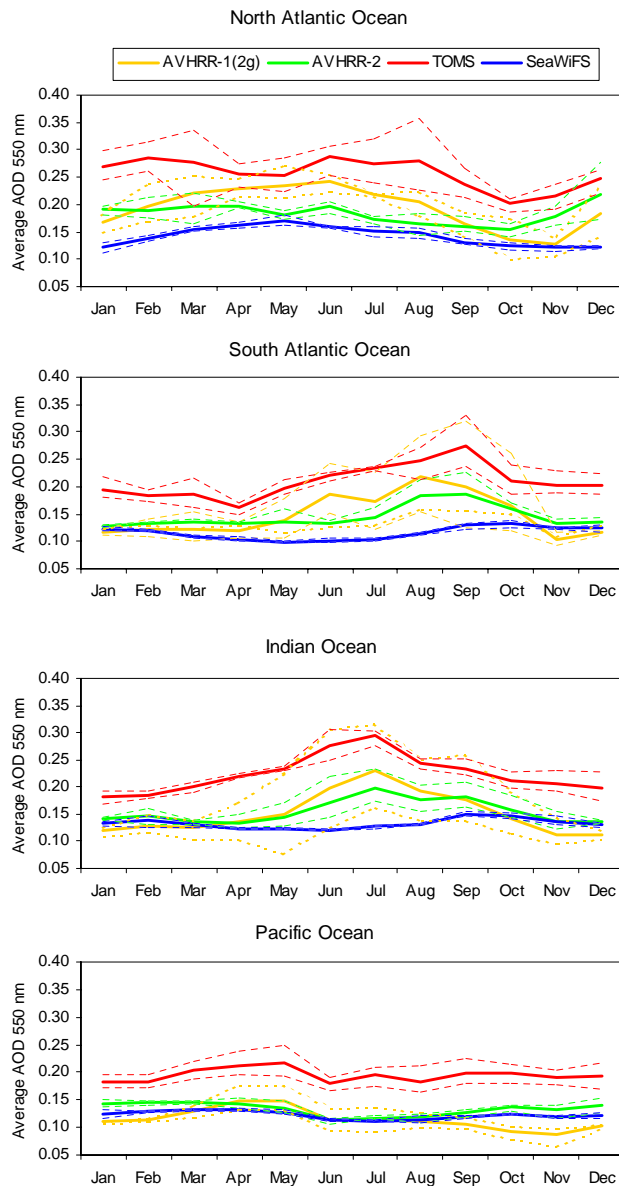 North Atlantic Ocean
AVHRR-1(2g) AVHRR-2 TOMS SeaWiFS
Average AOD 550 nm
0.40
0.35
0.30
0.25
0.20
0.15
0.10
0.05
Jan Feb Mar Apr May Jun Jul Aug Sep Oct Nov Dec
South Atlantic Ocean
Average AOD 550 nm
0.40
0.35
0.30
0.25
0.20
0.15
0.10
0.05
Jan Feb Mar Apr May Jun Jul Aug Sep Oct Nov Dec
Indian Ocean
Average AOD 550 nm
0.40
0.35
0.30
0.25
0.20
0.15
0.10
0.05
Jan Feb Mar Apr May Jun Jul Aug Sep Oct Nov Dec
Pacific Ocean
Average AOD 550 nm
0.40
0.35
0.30
0.25
0.20
0.15
0.10
0.05
Jan Feb Mar Apr May Jun Jul Aug Sep Oct Nov Dec